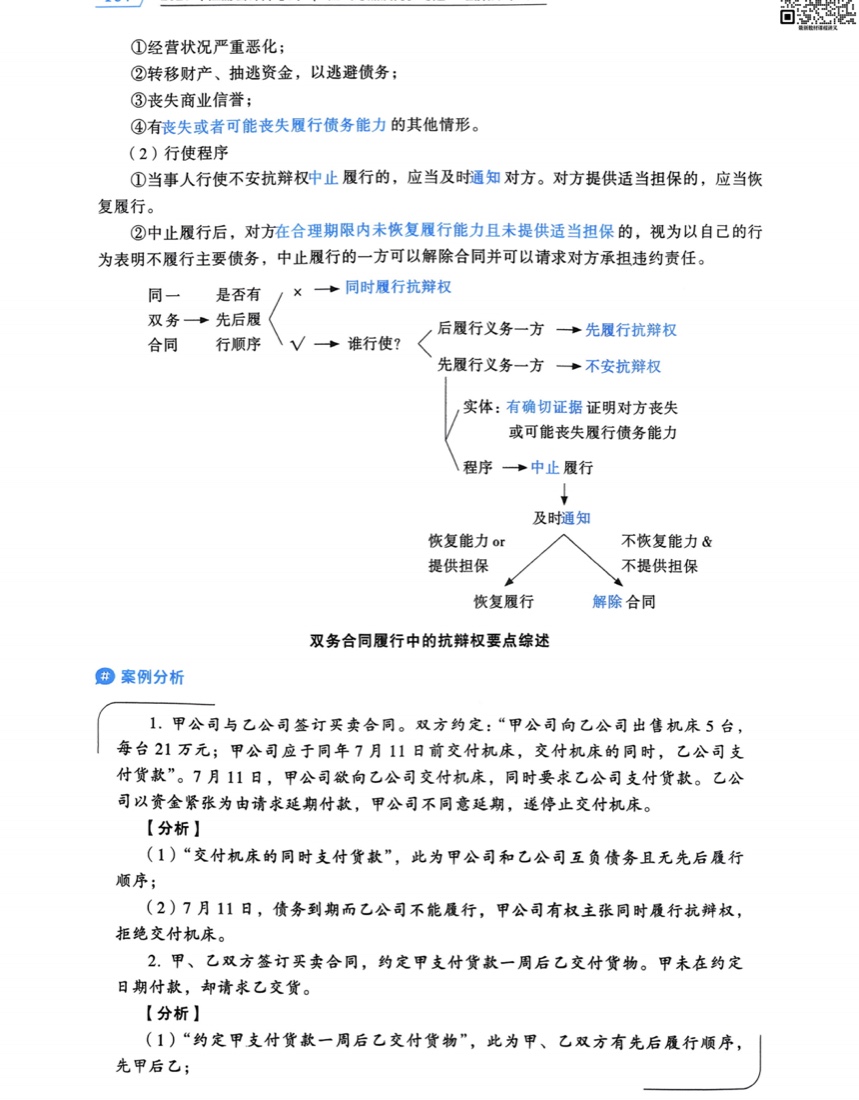 ①经营状况严重恶化；
②转移财产、抽逃资金，以逃避债务；
③丧失商业信誉；
④有丧失或者可能丧失履行债务能力的其他情形。
（2）行使程序
①当事人行使不安抗辩权中止履行的，应当及时通知对方。对方提供适当担保的，应当恢
复履行。
②中止履行后，对方在合理期限内未恢复履行能力且未提供适当担保的，视为以自己的行
为表明不履行主要债务，中止履行的一方可以解除合同并可以请求对方承担违约责任。
同一
双务
合同
是否有
先后履
行顺序
× 同时履行抗辩权
√ 谁行使？
后履行义务一方 先履行抗辩权
先履行义务一方 不安抗辩权
实体：有确切证据证明对方丧失
或可能丧失履行债务能力
程序 中止履行
及时通知
恢复能力 or
提供担保
不恢复能力 &
不提供担保
恢复履行
解除合同
双务合同履行中的抗辩权要点综述
# 案例分析
1. 甲公司与乙公司签订买卖合同。双方约定：“甲公司向乙公司出售机床 5 台，
每台 21 万元；甲公司应于同年 7 月 11 日前交付机床，交付机床的同时，乙公司支
付货款”。7 月 11 日，甲公司欲向乙公司交付机床，同时要求乙公司支付货款。乙公
司以资金紧张为由请求延期付款，甲公司不同意延期，遂停止交付机床。
【分析】
（1）“交付机床的同时支付货款”，此为甲公司和乙公司互负债务且无先后履行
顺序；
（2）7 月 11 日，债务到期而乙公司不能履行，甲公司有权主张同时履行抗辩权，
拒绝交付机床。
2. 甲、乙双方签订买卖合同，约定甲支付货款一周后乙交付货物。甲未在约定
日期付款，却请求乙交货。
【分析】
（1）“约定甲支付货款一周后乙交付货物”，此为甲、乙双方有先后履行顺序，
先甲后乙；